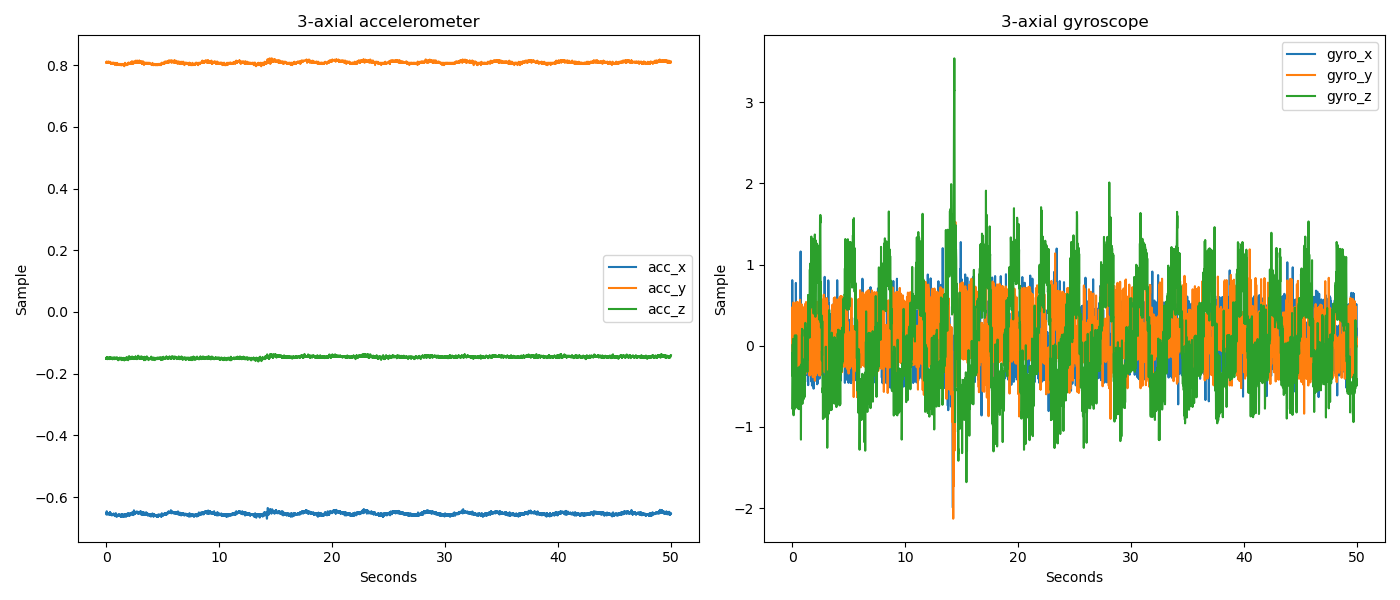 3-axial accelerometer
0.8
0.6
0.4
0.2
0.0
−0.2
−0.4
−0.6
Sample
acc_x
acc_y
acc_z
0 10 20 30 40 50
Seconds
3-axial gyroscope
3
2
1
0
−1
−2
Sample
gyro_x
gyro_y
gyro_z
0 10 20 30 40 50
Seconds